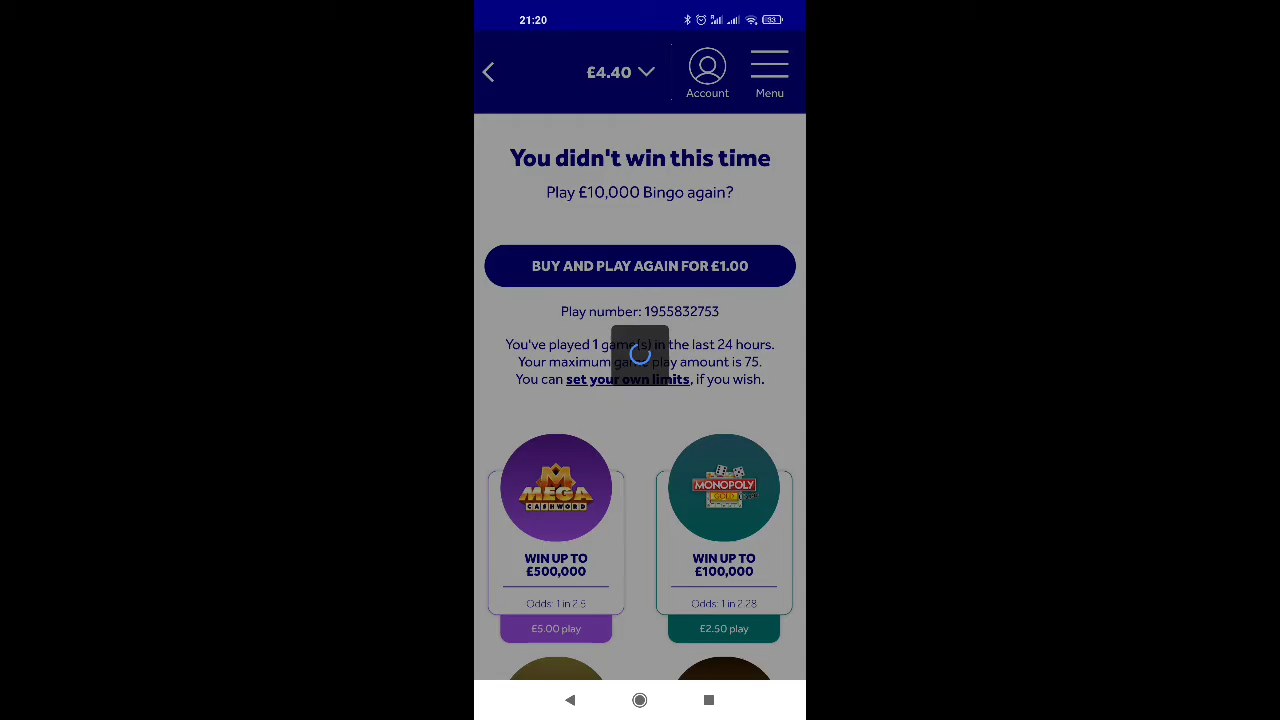 21:20
93
£4.40
Account
Menu
You didn't win this time
Play £10,000 Bingo again?
BUY AND PLAY AGAIN FOR £1.00
Play number: 1955832753
You've played 1 game(s) in the last 24 hours.
Your maximum game play amount is 75.
You can set your own limits, if you wish.
MEGA
CASHWORD
MONOPOLY
GOLD
WIN UP TO
£500,000
WIN UP TO
£100,000
Odds: 1 in 2.5
Odds: 1 in 2.28
£5.00 play
£2.50 play